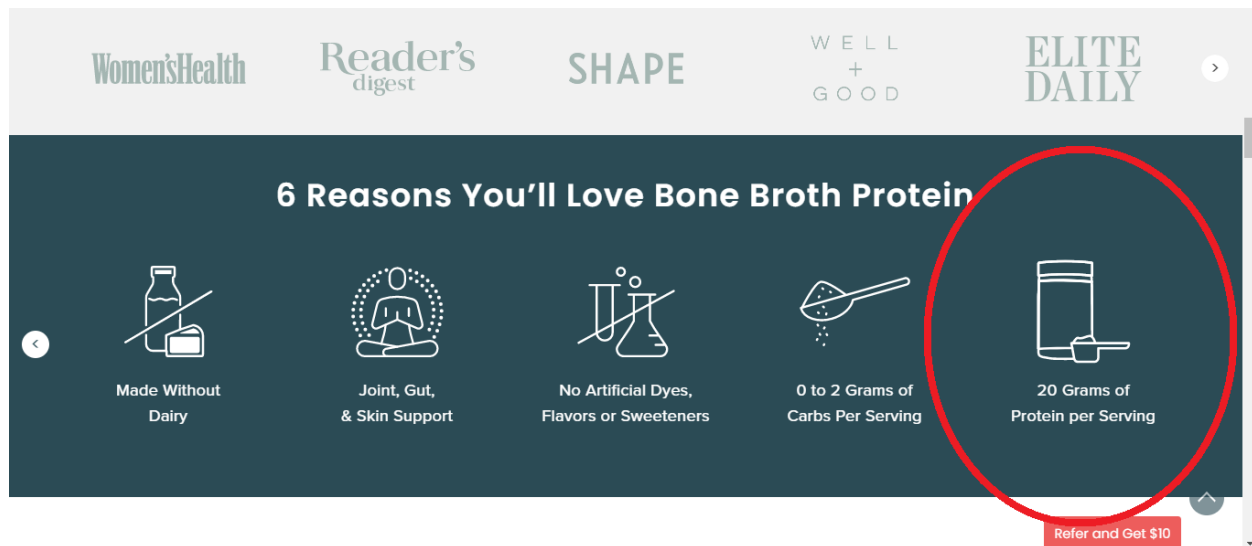 Women'sHealth
Reader's
digest
SHAPE
WELL
+
GOOD
ELITE
DAILY
6 Reasons You'll Love Bone Broth Protein
Made Without
Dairy
Joint, Gut,
& Skin Support
No Artificial Dyes,
Flavors or Sweeteners
0 to 2 Grams of
Carbs Per Serving
20 Grams of
Protein per Serving
Refer and Get $10